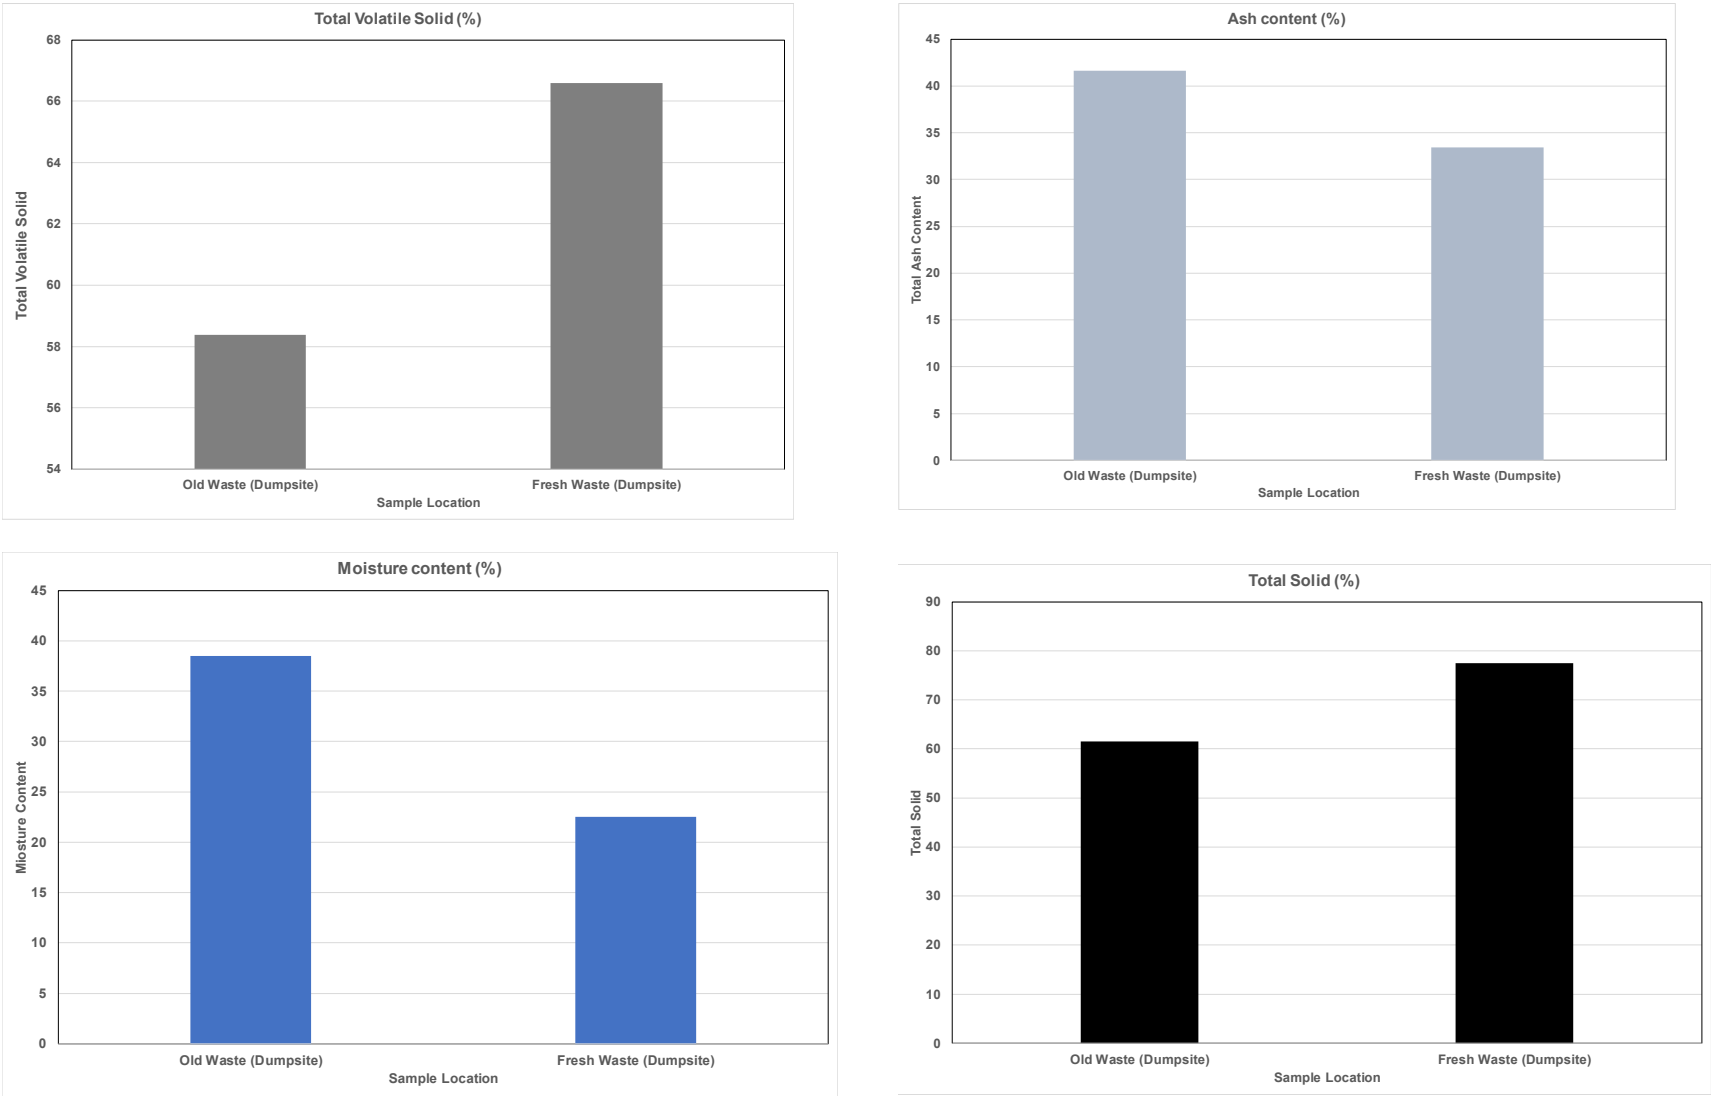 Total Volatile Solid (%)
68
66
64
62
60
58
56
54
Total Volatile Solid
Old Waste (Dumpsite)
Fresh Waste (Dumpsite)
Sample Location
Ash content (%)
45
40
35
30
25
20
15
10
5
0
Total Ash Content
Old Waste (Dumpsite)
Fresh Waste (Dumpsite)
Sample Location
Moisture content (%)
45
40
35
30
25
20
15
10
5
0
Miosture Content
Old Waste (Dumpsite)
Fresh Waste (Dumpsite)
Sample Location
Total Solid (%)
90
80
70
60
50
40
30
20
10
0
Total Solid
Old Waste (Dumpsite)
Fresh Waste (Dumpsite)
Sample Location